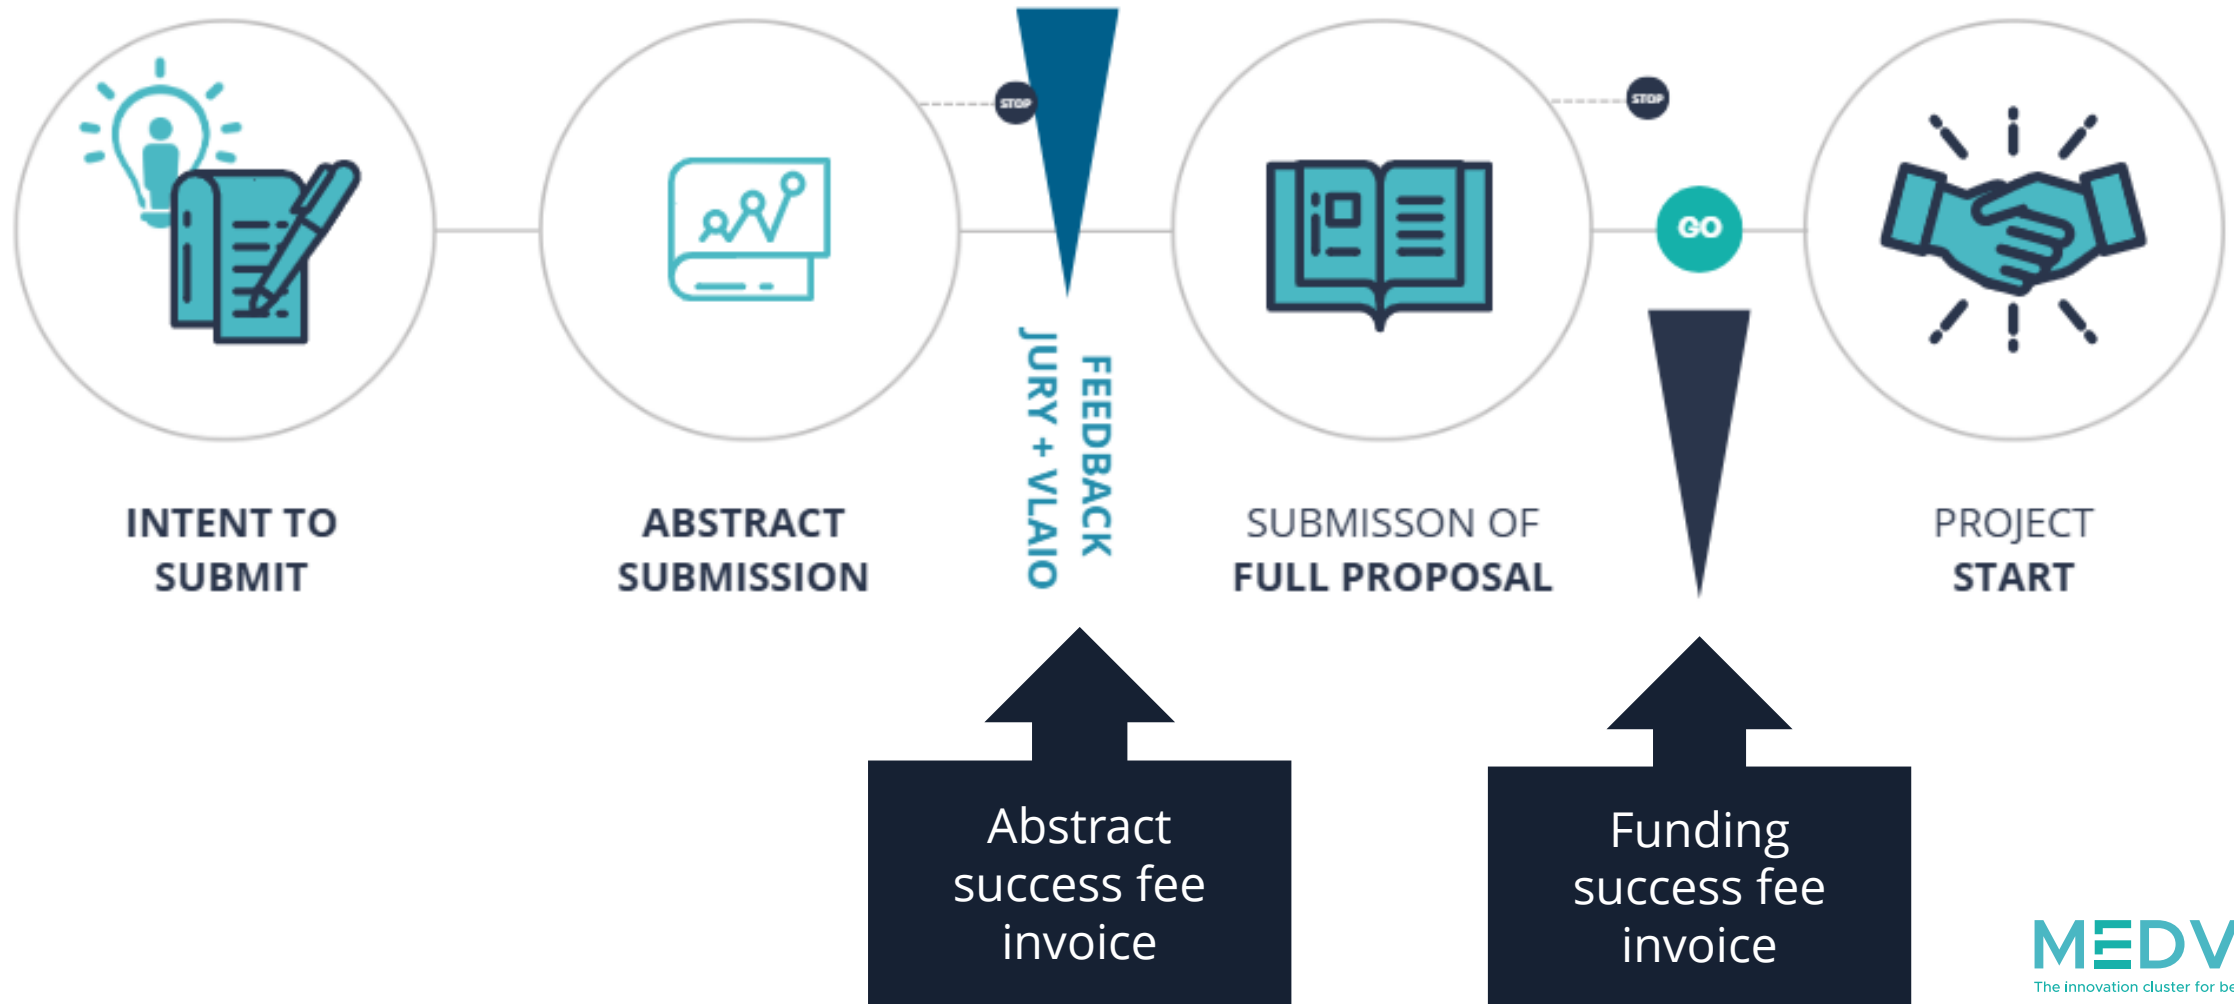 STOP
STOP
GO
FEEDBACK
JURY + VLAIO
INTENT TO
SUBMIT
ABSTRACT
SUBMISSION
SUBMISSON OF
FULL PROPOSAL
PROJECT
START
Abstract
success fee
invoice
Funding
success fee
invoice
MEDV
The innovation cluster for be